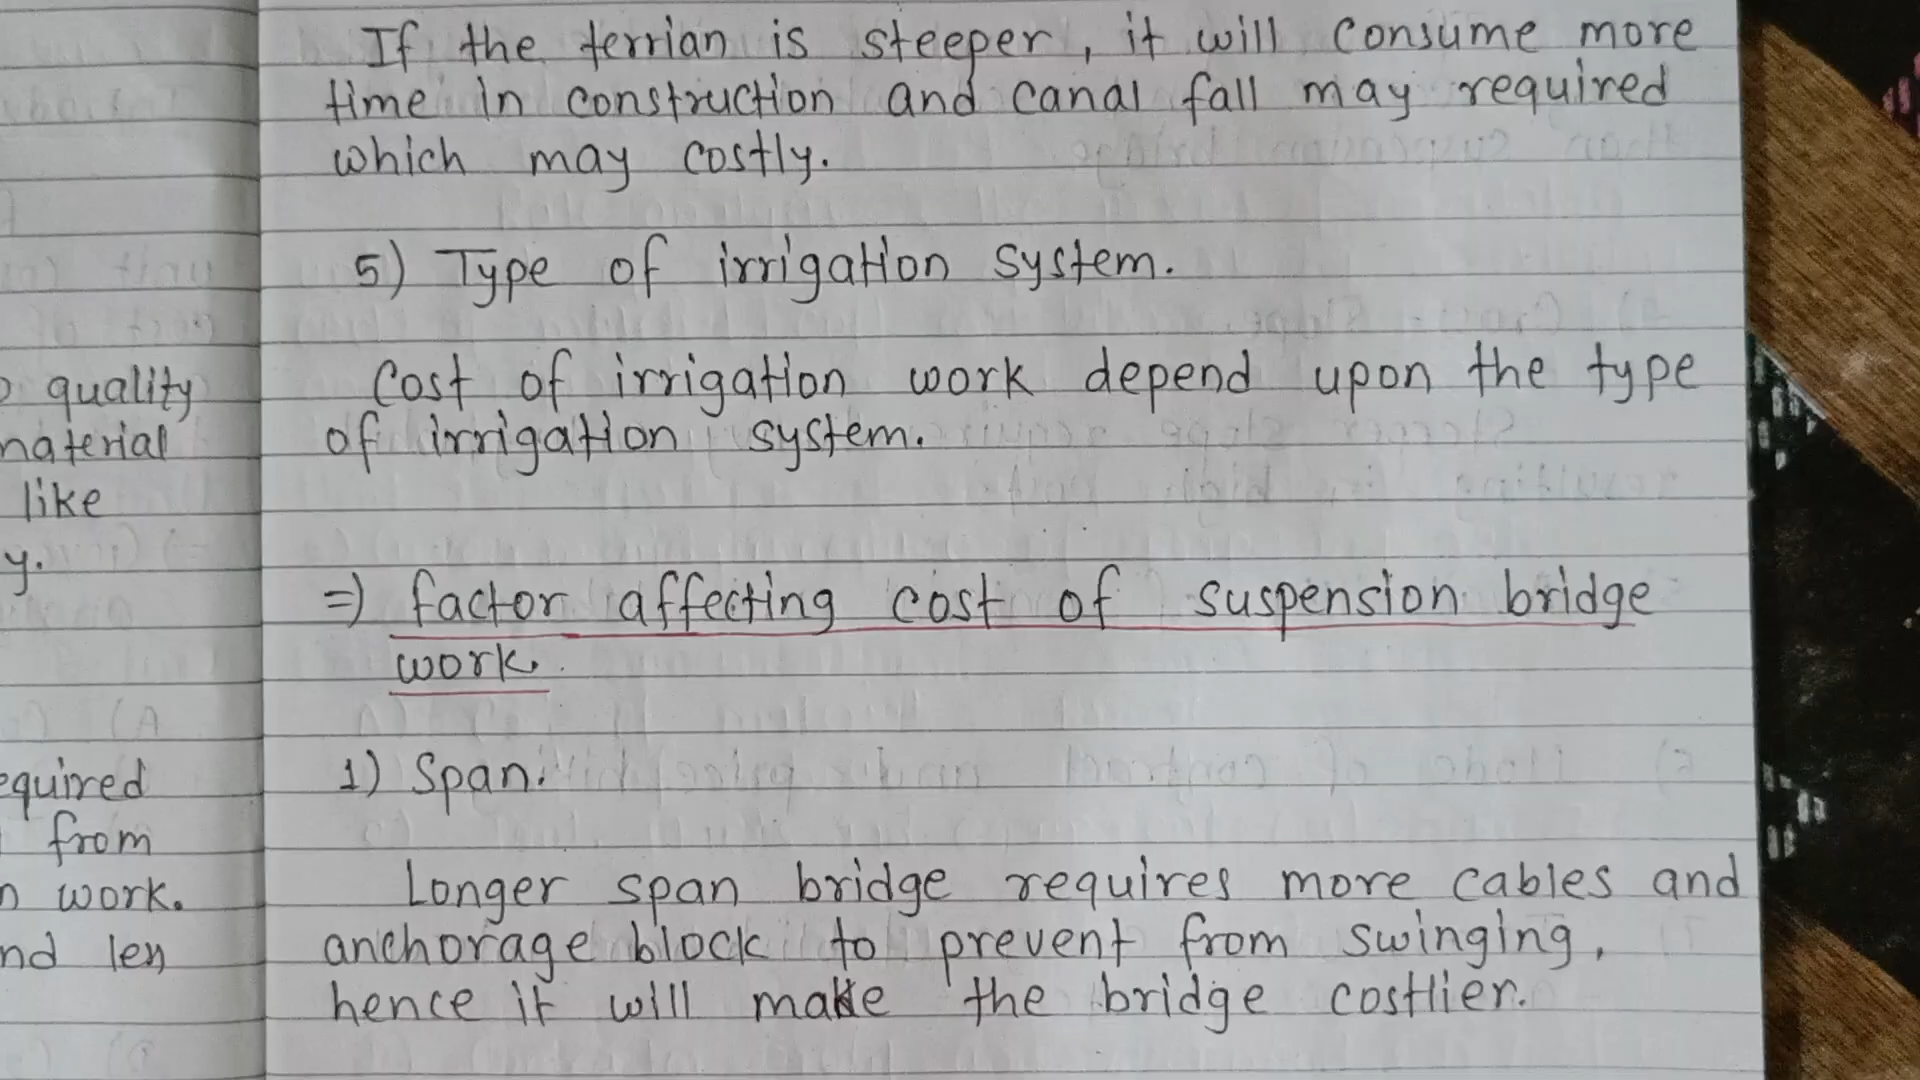 quality
material
like
y.
required
from
work.
nd len
If the terrian is steeper, it will consume more
time in construction and canal fall may required
which may costly.
5) Type of irrigation system.
Cost of irrigation work depend upon the type
of irrigation system.
=) factor affecting cost of suspension bridge
work.
1) Span.
Longer span bridge requires more cables and
anchorage block to prevent from swinging,
hence it will make the bridge costlier.